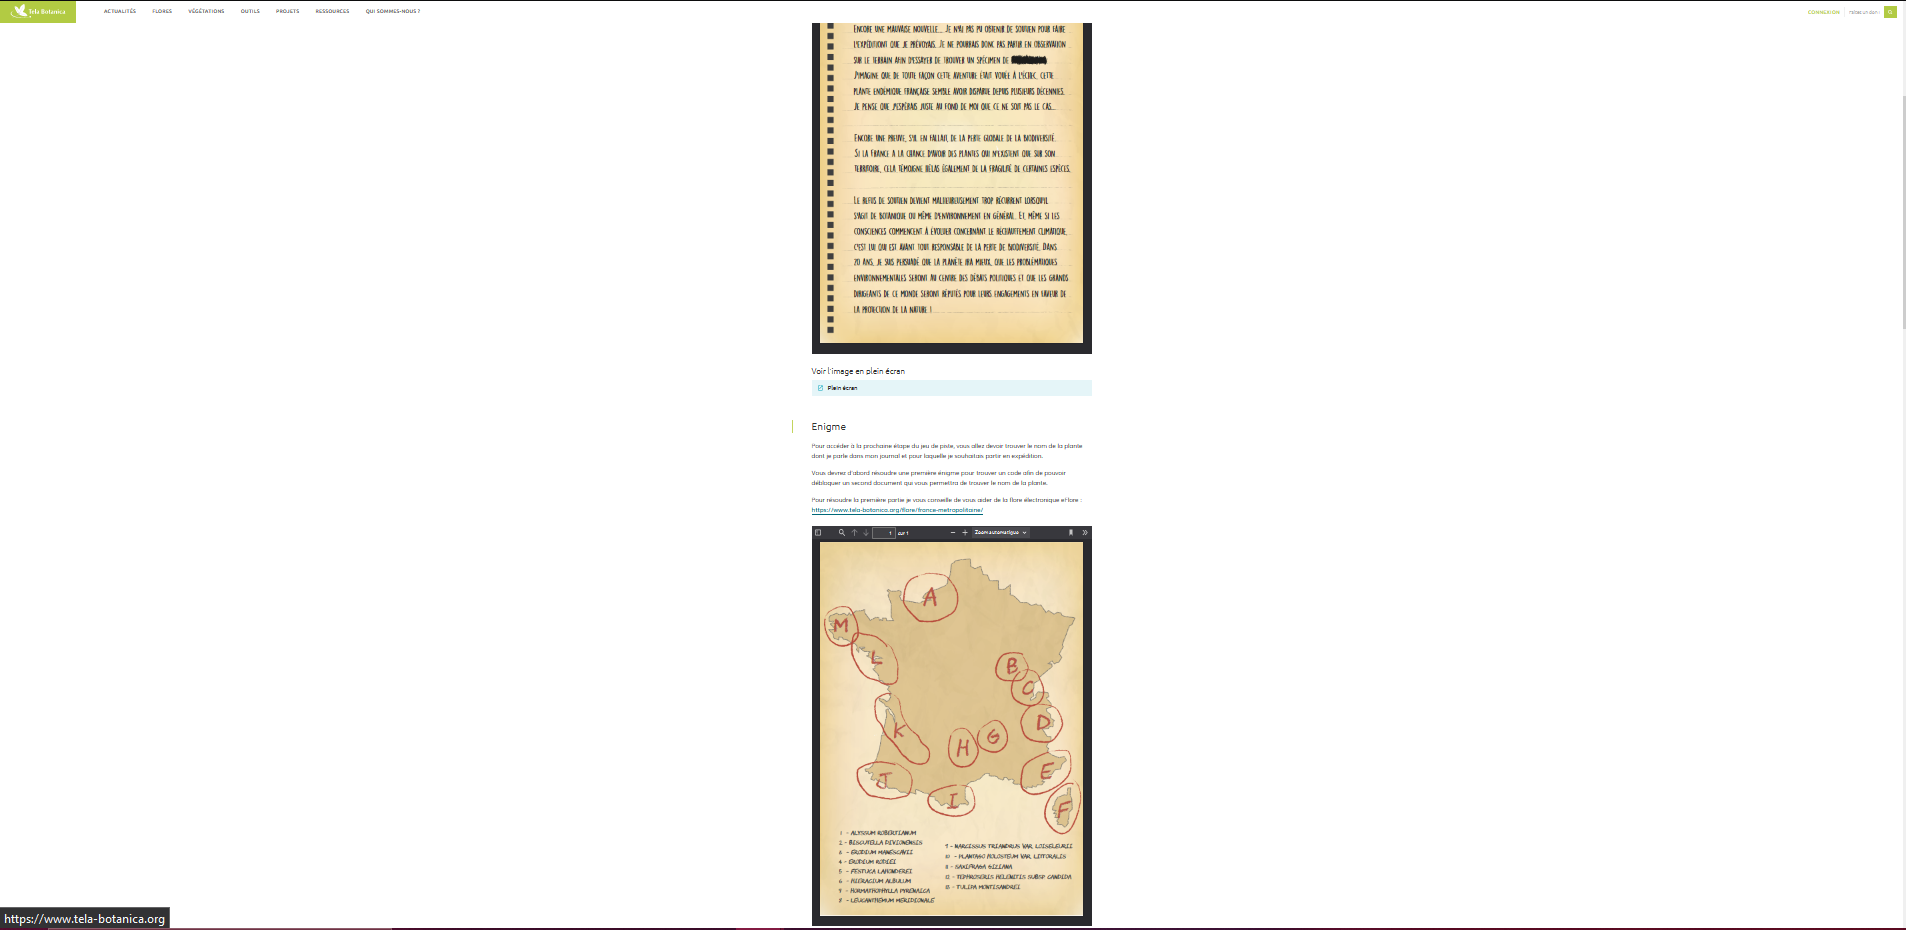 Tela Botanica
ACTUALITÉS FLORES VÉGÉTATIONS OUTILS PROJETS RESSOURCES QUI SOMMES-NOUS ?
CONNEXION Faites un don !
ENCORE UNE MAUVAISE NOUVELLE... JE N'AI PAS PU OBTENIR DE SOUTIEN POUR FAIRE
L'EXPÉDITIONT QUE JE PRÉVOYAIS. JE NE POURRAIS DONC PAS PARTIR EN OBSERVATION
SUR LE TERRAIN AFIN D'ESSAYER DE TROUVER UN SPÉCIMEN DE
J'IMAGINE QUE DE TOUTE FAÇON CETTE AVENTURE ÉTAIT VOUÉE À L'ÉCHEC, CETTE
PLANTE ENDÉMIQUE FRANÇAISE SEMBLE AVOIR DISPARUE DEPUIS PLUSIEURS DÉCENNIES.
JE PENSE QUE J'ESPÉRAIS JUSTE AU FOND DE MOI QUE CE NE SOIT PAS LE CAS...
ENCORE UNE PREUVE, S'IL EN FALLAIT, DE LA PERTE GLOBALE DE LA BIODIVERSITÉ.
SI LA FRANCE A LA CHANCE D'AVOIR DES PLANTES QUI N'EXISTENT QUE SUR SON
TERRITOIRE, CELA TÉMOIGNE HÉLAS ÉGALEMENT DE LA FRAGILITÉ DE CERTAINES ESPÈCES.
LE REFUS DE SOUTIEN DEVIENT MALHEUREUSEMENT TROP RÉCURRENT LORSQU'IL
S'AGIT DE BOTANIQUE OU MÊME D'ENVIRONNEMENT EN GÉNÉRAL. ET, MÊME SI LES
CONSCIENCES COMMENCENT À ÉVOLUER CONCERNANT LE RÉCHAUFFEMENT CLIMATIQUE,
C'EST LUI QUI EST AVANT TOUT RESPONSABLE DE LA PERTE DE BIODIVERSITÉ. DANS
20 ANS, JE SUIS PERSUADÉ QUE LA PLANÈTE IRA MIEUX, QUE LES PROBLÉMATIQUES
ENVIRONNEMENTALES SERONT AU CENTRE DES DÉBATS POLITIQUES ET QUE LES GRANDS
DIRIGEANTS DE CE MONDE SERONT RÉPUTÉS POUR LEURS ENGAGEMENTS EN FAVEUR DE
LA PROTECTION DE LA NATURE !
Voir l'image en plein écran
Plein écran
Enigme
Pour accéder à la prochaine étape du jeu de piste, vous allez devoir trouver le nom de la plante
dont je parle dans mon journal et pour laquelle je souhaitais partir en expédition.
Vous devrez d'abord résoudre une première énigme pour trouver un code afin de pouvoir
débloquer un second document qui vous permettra de trouver le nom de la plante.
Pour résoudre la première partie je vous conseille de vous aider de la flore électronique eFlore :
https://www.tela-botanica.org/flore/france-metropolitaine/
1 sur 1 Zoom automatique
A
M
L
B
C
D
K
H G
E
J
I
F
1 - ALYSSUM ROBERTIANUM
2 - BISCUTELLA DIVIONENSIS
3 - ERODIUM MANESCAVII
4 - ERODIUM RODIEI
5 - FESTUCA LAHONDEREI
6 - HIERACIUM ALBULUM
7 - HORMATHOPHYLLA PYRENAICA
8 - LEUCANTHEMUM MERIDIONALE
9 - NARCISSUS TRIANDRUS VAR. LOISELEURII
10 - PLANTAGO HOLOSTEUM VAR. LITTORALIS
11 - SAXIFRAGA GIZIANA
12 - TEPHROSERIS HELENITIS SUBSP CANDIDA
13 - TULIPA MONTISANDREI
https://www.tela-botanica.org